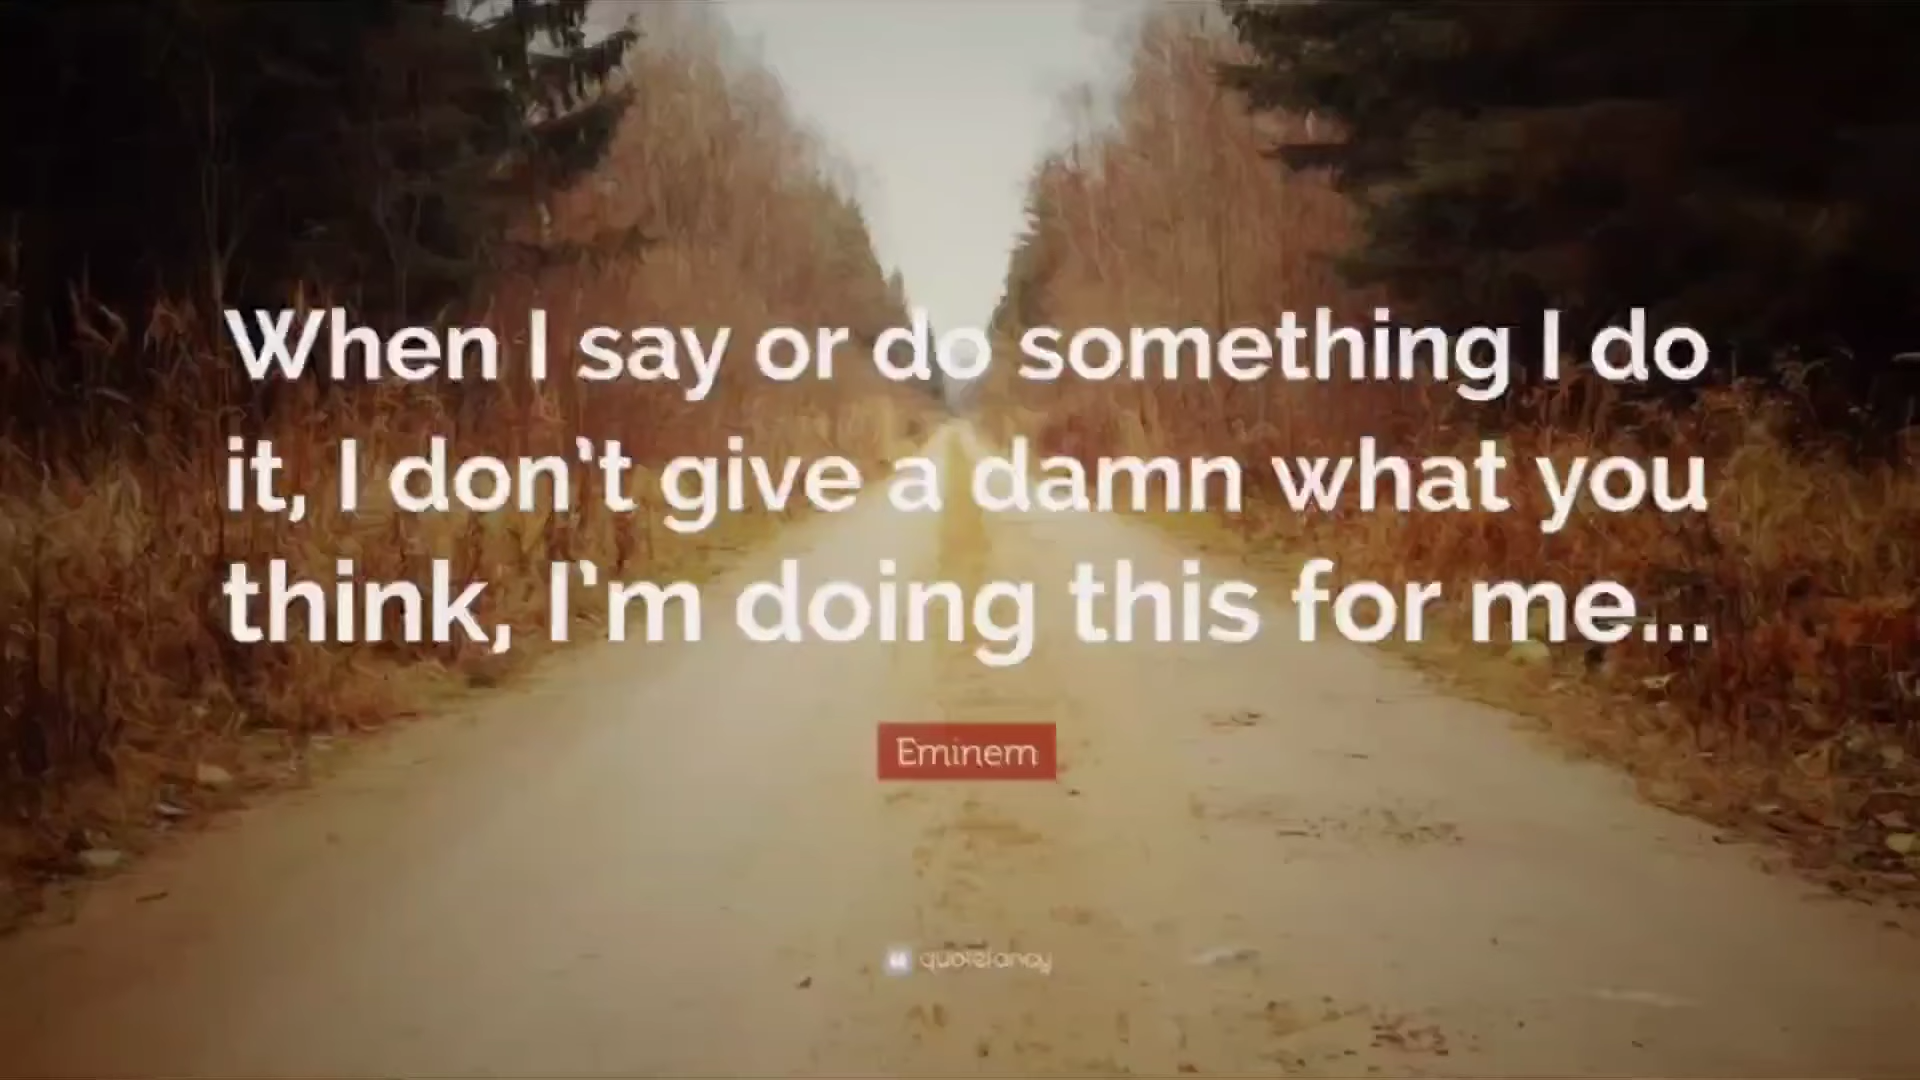 When I say or do something I do
it, I don't give a damn what you
think, I'm doing this for me...
Eminem
quotefancy